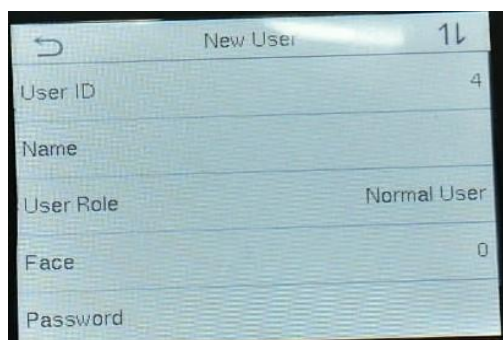 New User
User ID 4
Name
User Role Normal User
Face 0
Password